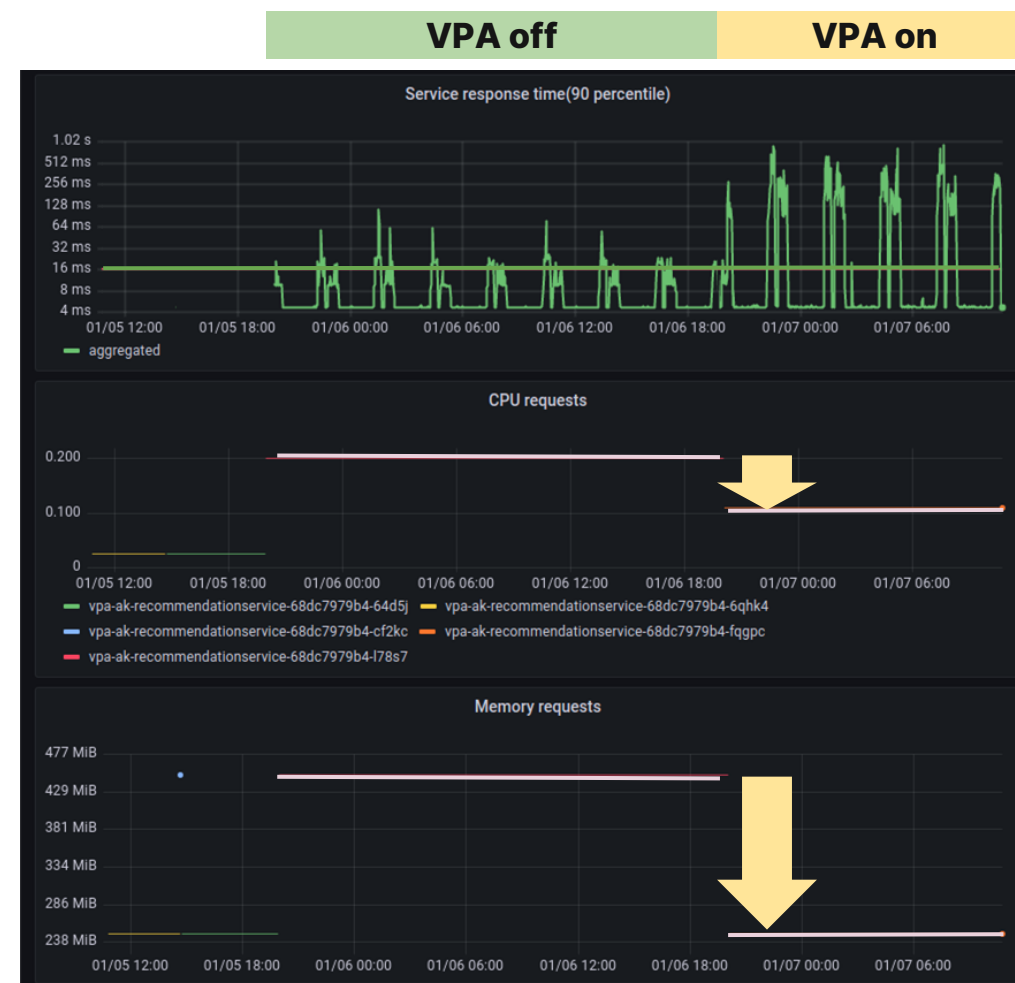 VPA off VPA on
Service response time(90 percentile)
1.02 s
512 ms
256 ms
128 ms
64 ms
32 ms
16 ms
8 ms
4 ms
01/05 12:00 01/05 18:00 01/06 00:00 01/06 06:00 01/06 12:00 01/06 18:00 01/07 00:00 01/07 06:00
aggregated
CPU requests
0.200
0.100
0
01/05 12:00 01/05 18:00 01/06 00:00 01/06 06:00 01/06 12:00 01/06 18:00 01/07 00:00 01/07 06:00
vpa-ak-recommendationservice-68dc7979b4-64d5j vpa-ak-recommendationservice-68dc7979b4-6qhk4
vpa-ak-recommendationservice-68dc7979b4-cf2kc vpa-ak-recommendationservice-68dc7979b4-fqgpc
vpa-ak-recommendationservice-68dc7979b4-l78s7
Memory requests
477 MiB
429 MiB
381 MiB
334 MiB
286 MiB
238 MiB
01/05 12:00 01/05 18:00 01/06 00:00 01/06 06:00 01/06 12:00 01/06 18:00 01/07 00:00 01/07 06:00